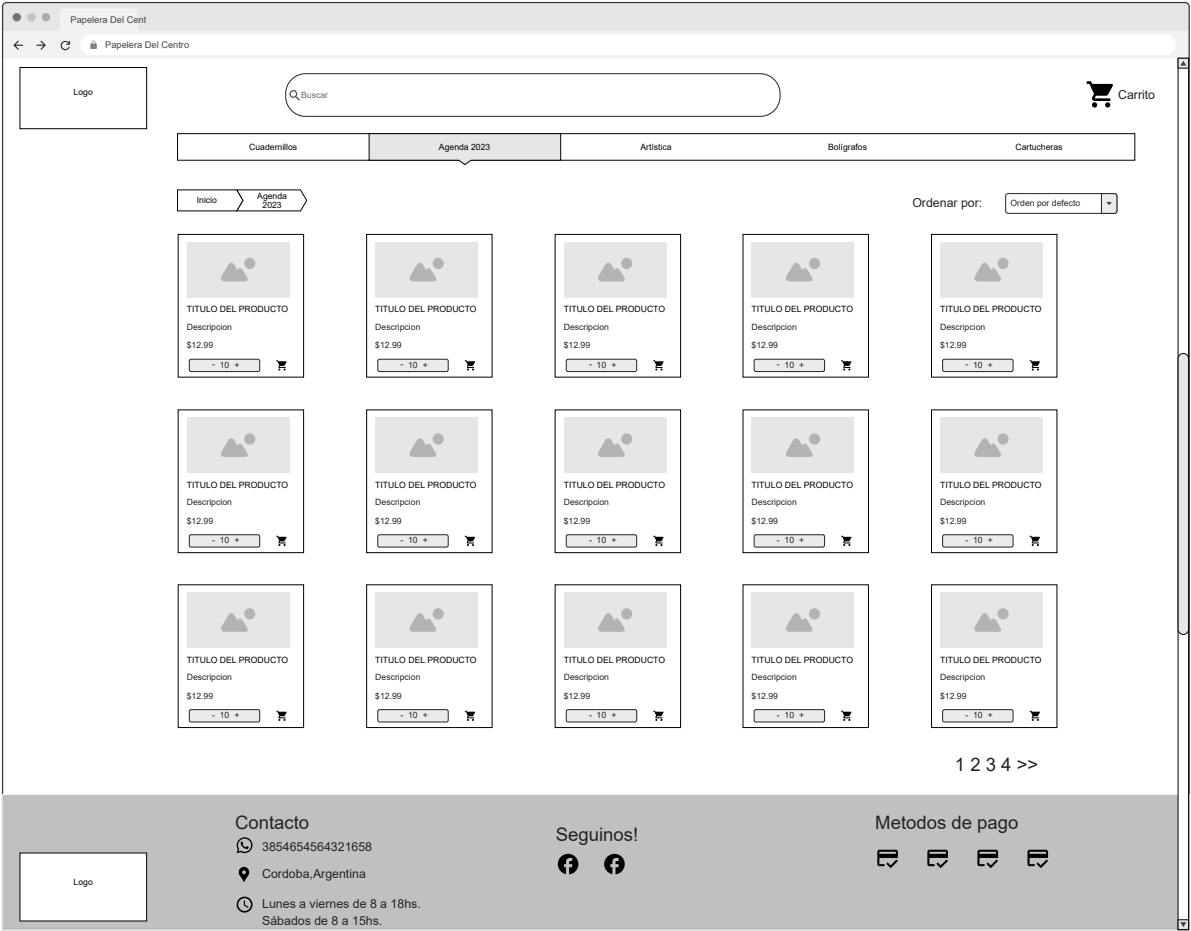 Papelera Del Cent
Papelera Del Centro
Logo
Buscar
Carrito
Cuadernillos
Agenda 2023
Artística
Bolígrafos
Cartucheras
Inicio
Agenda
2023
Ordenar por:
Orden por defecto
TITULO DEL PRODUCTO
Descripcion
$12.99
- 10 +
TITULO DEL PRODUCTO
Descripcion
$12.99
- 10 +
TITULO DEL PRODUCTO
Descripcion
$12.99
- 10 +
TITULO DEL PRODUCTO
Descripcion
$12.99
- 10 +
TITULO DEL PRODUCTO
Descripcion
$12.99
- 10 +
TITULO DEL PRODUCTO
Descripcion
$12.99
- 10 +
TITULO DEL PRODUCTO
Descripcion
$12.99
- 10 +
TITULO DEL PRODUCTO
Descripcion
$12.99
- 10 +
TITULO DEL PRODUCTO
Descripcion
$12.99
- 10 +
TITULO DEL PRODUCTO
Descripcion
$12.99
- 10 +
TITULO DEL PRODUCTO
Descripcion
$12.99
- 10 +
TITULO DEL PRODUCTO
Descripcion
$12.99
- 10 +
TITULO DEL PRODUCTO
Descripcion
$12.99
- 10 +
TITULO DEL PRODUCTO
Descripcion
$12.99
- 10 +
TITULO DEL PRODUCTO
Descripcion
$12.99
- 10 +
1 2 3 4 >>
Logo
Contacto
3854654564321658
Cordoba,Argentina
Lunes a viernes de 8 a 18hs.
Sábados de 8 a 15hs.
Seguinos!
Metodos de pago